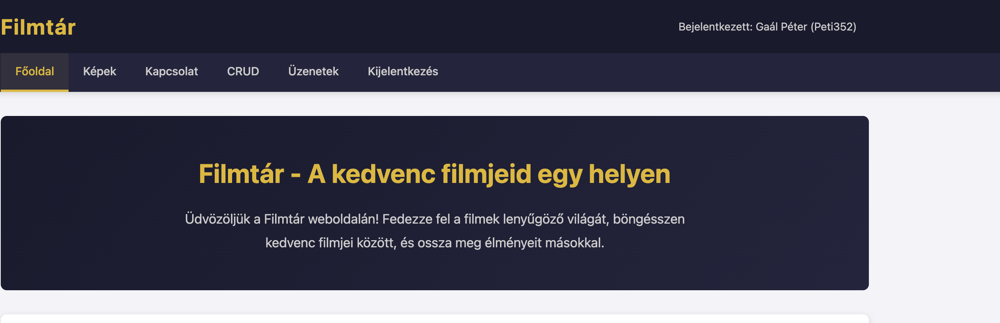 Filmtár
Bejelentkezett: Gaál Péter (Peti352)
Főoldal
Képek
Kapcsolat
CRUD
Üzenetek
Kijelentkezés
Filmtár - A kedvenc filmjeid egy helyen
Üdvözöljük a Filmtár weboldalán! Fedezze fel a filmek lenyűgöző világát, böngésszen
kedvenc filmjei között, és ossza meg élményeit másokkal.